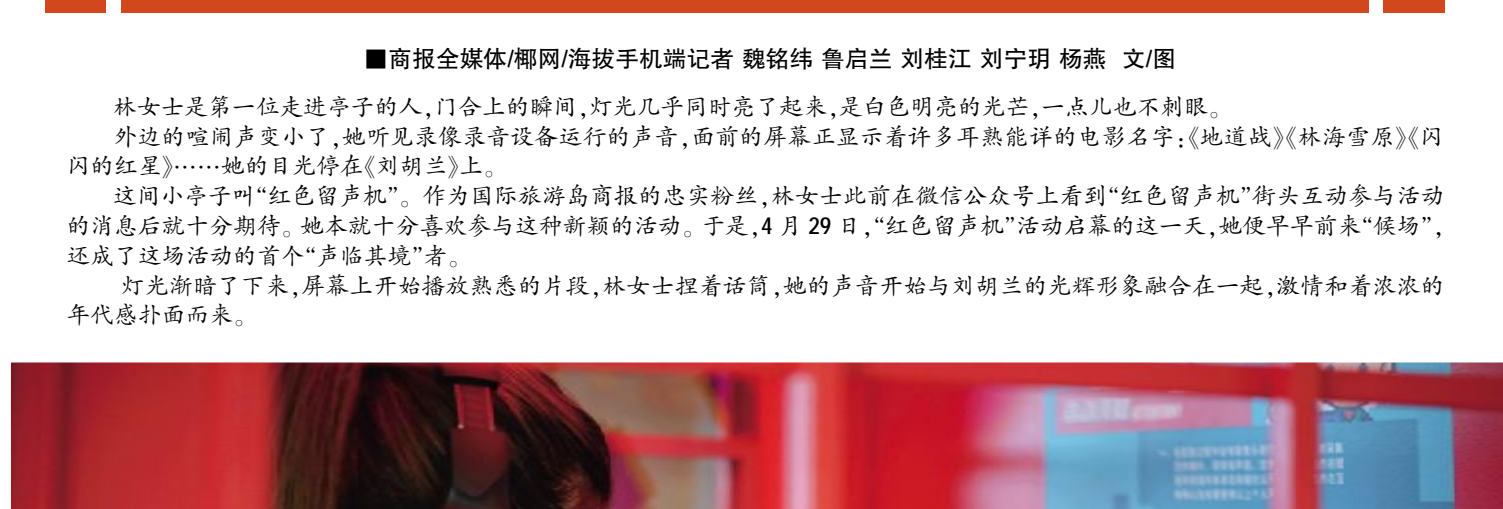 ■商报全媒体/椰网/海拔手机端记者 魏铭纬 鲁启兰 刘桂江 刘宁玥 杨燕 文/图
林女士是第一位走进亭子的人,门合上的瞬间,灯光几乎同时亮了起来,是白色明亮的光芒,一点儿也不刺眼。
外边的喧闹声变小了,她听见录像录音设备运行的声音,面前的屏幕正显示着许多耳熟能详的电影名字:《地道战》《林海雪原》《闪
闪的红星》……她的目光停在《刘胡兰》上。
这间小亭子叫“红色留声机”。作为国际旅游岛商报的忠实粉丝,林女士此前在微信公众号上看到“红色留声机”街头互动参与活动
的消息后就十分期待。她本就十分喜欢参与这种新颖的活动。于是,4 月 29 日,“红色留声机”活动启幕的这一天,她便早早前来“候场”,
还成了这场活动的首个“声临其境”者。
灯光渐暗了下来,屏幕上开始播放熟悉的片段,林女士捏着话筒,她的声音开始与刘胡兰的光辉形象融合在一起,激情和着浓浓的
年代感扑面而来。